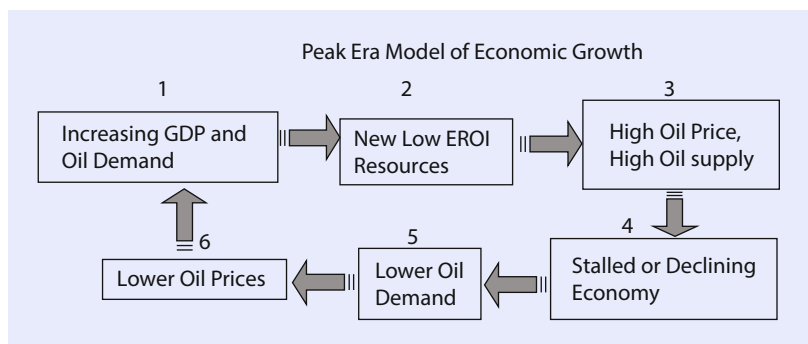 Peak Era Model of Economic Growth
1
Increasing GDP and
Oil Demand
2
New Low EROI
Resources
3
High Oil Price,
High Oil supply
4
Stalled or Declining
Economy
5
Lower Oil
Demand
6
Lower Oil Prices